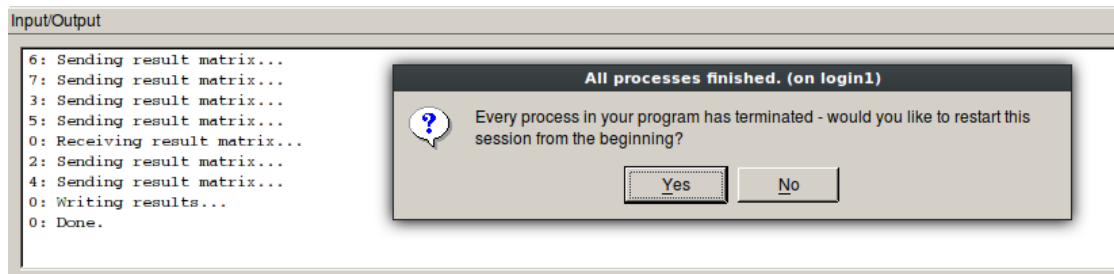 Input/Output
6: Sending result matrix...
7: Sending result matrix...
3: Sending result matrix...
5: Sending result matrix...
0: Receiving result matrix...
2: Sending result matrix...
4: Sending result matrix...
0: Writing results...
0: Done.
All processes finished. (on login1)
Every process in your program has terminated - would you like to restart this
session from the beginning?
Yes No